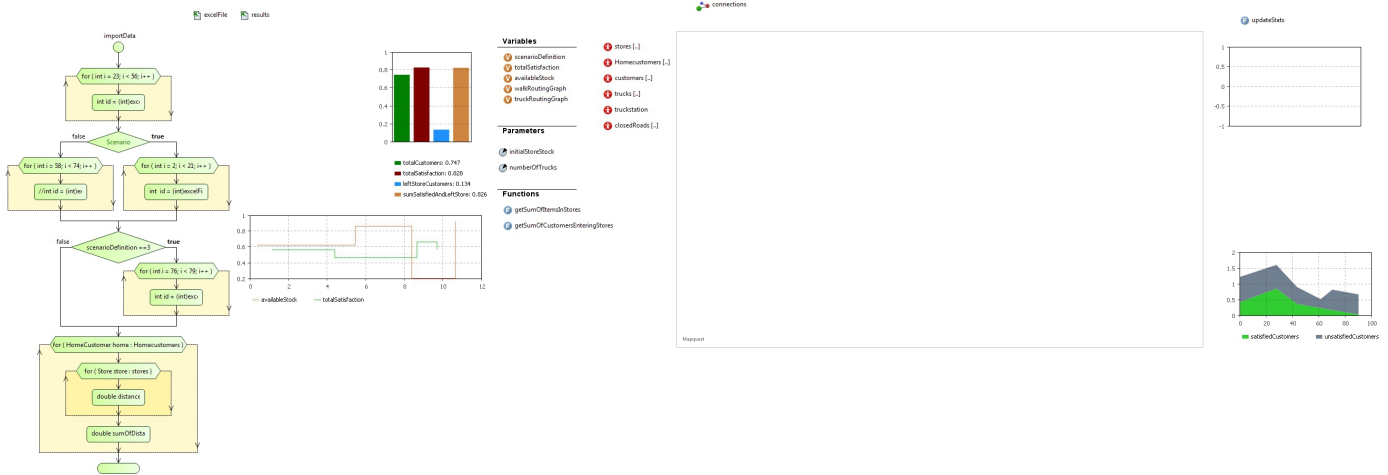 excelFile
results
connections
updateStats
importData
for ( int i = 23; i < 56; i++ )
int id = (int)exc
false
true
Scenario
for ( int i = 58; i < 74; i++ )
for ( int i = 2; i < 21; i++ )
//int id = (int)e
int id = (int)excelFi
false
true
scenarioDefinition ==3
for ( int i = 76; i < 79; i++ )
int id = (int)exc
for ( HomeCustomer home : Homecustomers )
for ( Store store : stores )
double distance
double sumOfDista
1
0.8
0.6
0.4
0.2
0
totalCustomers: 0.747
totalSatisfaction: 0.828
leftStoreCustomers: 0.134
sumSatisfiedAndLeftStore: 0.826
1
0.8
0.6
0.4
0.2
0 2 4 6 8 10 12
availableStock totalSatisfaction
Variables
scenarioDefinition
totalSatisfaction
availableStock
walkRoutingGraph
truckRoutingGraph
Parameters
initialStoreStock
numberOfTrucks
Functions
getSumOfItemsInStores
getSumOfCustomersEnteringStores
stores [..]
Homecustomers [..]
customers [..]
trucks [..]
truckstation
closedRoads [..]
Mapquest
1
0.5
0
-0.5
-1
2
1.5
1
0.5
0
0 20 40 60 80 100
satisfiedCustomers unsatisfiedCustomers